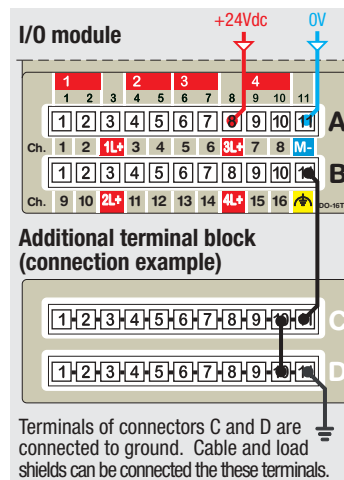 +24Vdc 0V
I/O module
1 2 3 4
1 2 3 4 5 6 7 8 9 10 11
1 2 3 4 5 6 7 8 9 10 11 A
Ch. 1 2 1L+ 3 4 5 6 3L+ 7 8 M-
1 2 3 4 5 6 7 8 9 10 B
Ch. 9 10 2L+ 11 12 13 14 4L+ 15 16 DO-16T
Additional terminal block
(connection example)
1 2 3 4 5 6 7 8 9 10 C
1 2 3 4 5 6 7 8 9 10 D
Terminals of connectors C and D are
connected to ground. Cable and load
shields can be connected the these terminals.